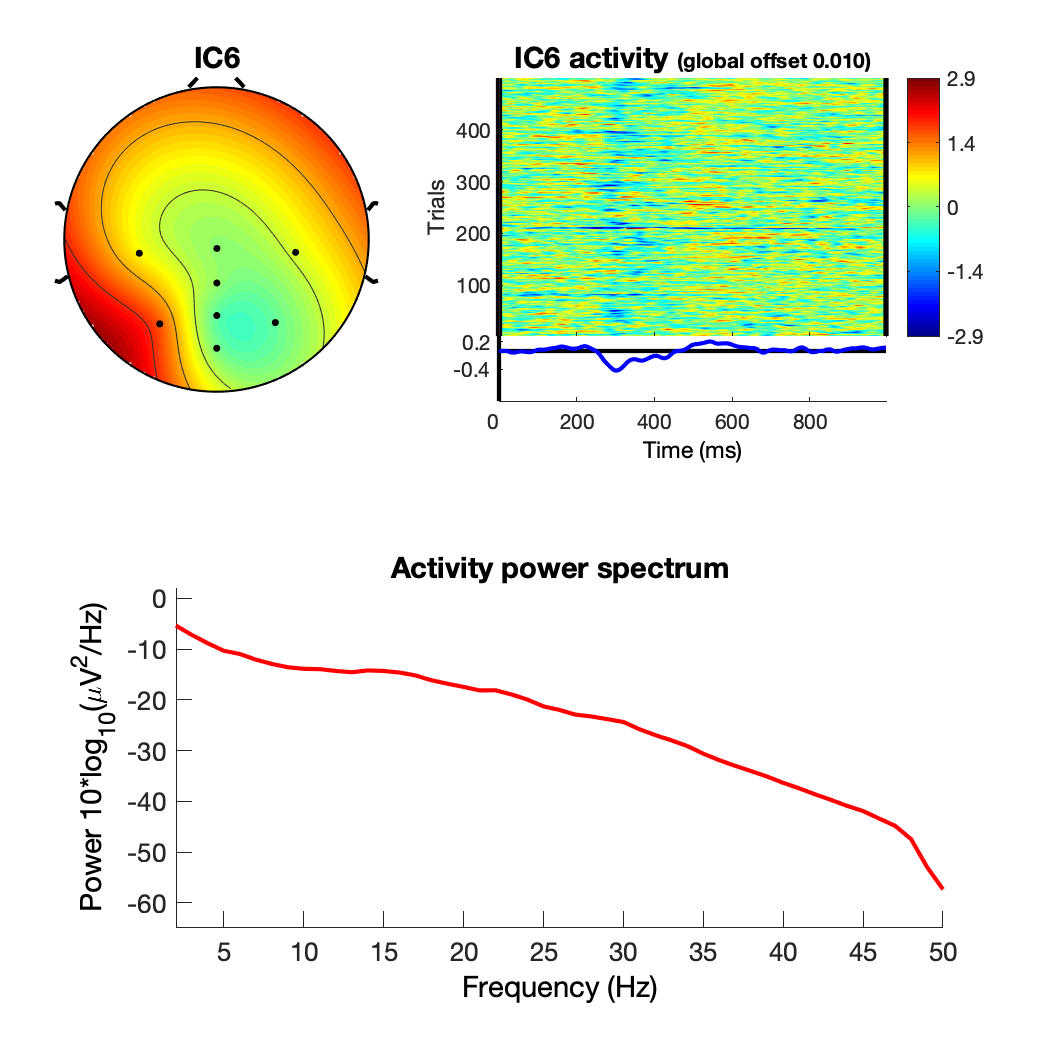 IC6
IC6 activity (global offset 0.010)
Trials
400
300
200
100
0.2
-0.4
0 200 400 600 800
Time (ms)
2.9
1.4
0
-1.4
-2.9
Activity power spectrum
Power 10*log10(μV2/Hz)
0
-10
-20
-30
-40
-50
-60
5 10 15 20 25 30 35 40 45 50
Frequency (Hz)